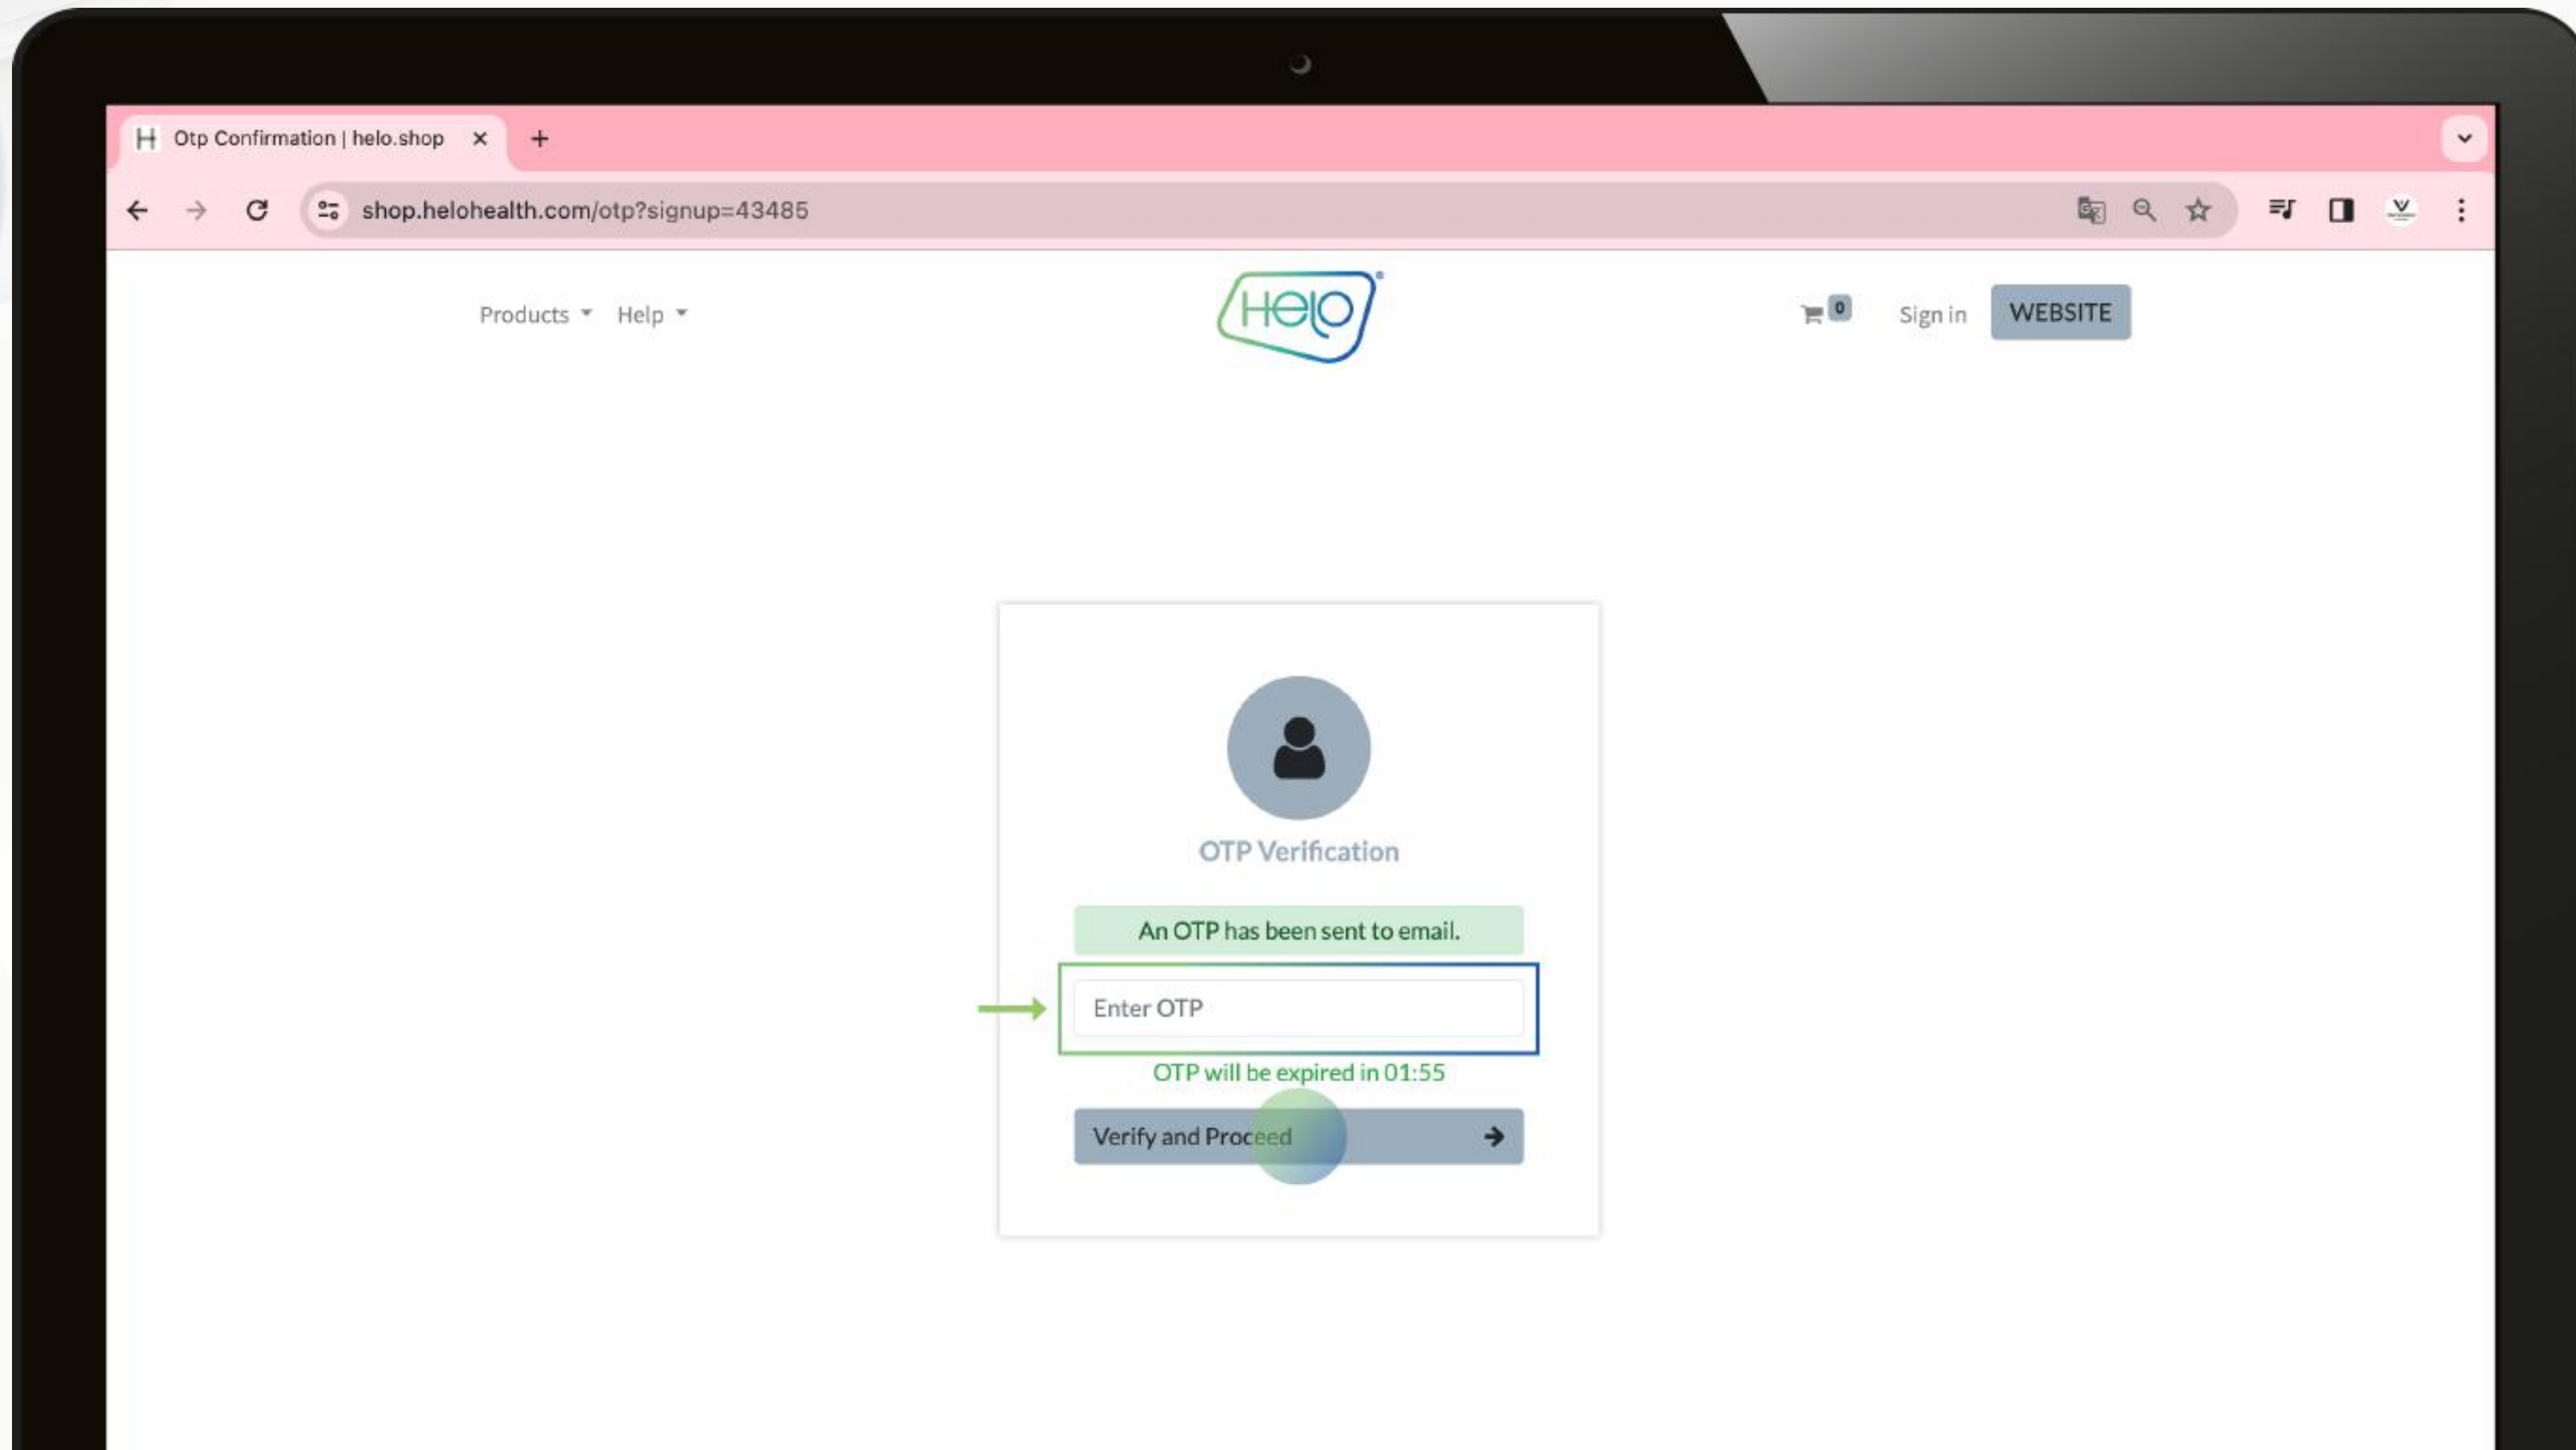 Otp Confirmation | helo.shop
shop.helohealth.com/otp?signup=43485
Products Help
Helo
0 Sign in WEBSITE
OTP Verification
An OTP has been sent to email.
Enter OTP
OTP will be expired in 01:55
Verify and Proceed